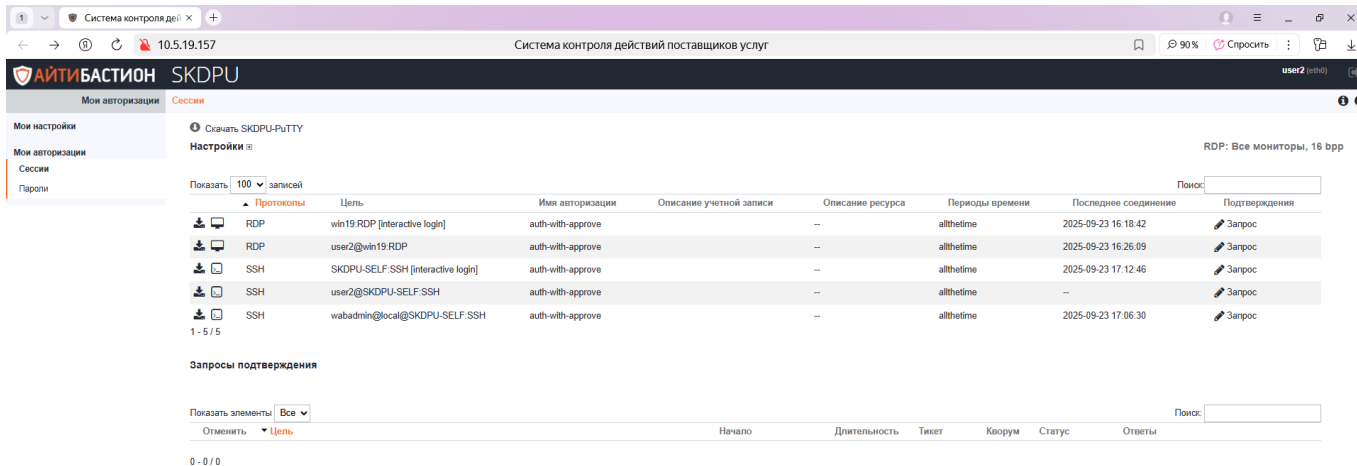 1 Система контроля дей × +
10.5.19.157 Система контроля действий поставщиков услуг 90 % Спросить
АЙТИБАСТИОН SKDPU user2 (eth0)
Мои авторизации Сессии
Мои настройки
Мои авторизации
Сессии
Пароли
Скачать SKDPU-PuTTY
Настройки
RDP: Все мониторы, 16 bpp
Показать 100 записей Поиск:
Протоколы Цель Имя авторизации Описание учетной записи Описание ресурса Периоды времени Последнее соединение Подтверждения
RDP win19:RDP [interactive login] auth-with-approve -- allthetime 2025-09-23 16:18:42 Запрос
RDP user2@win19:RDP auth-with-approve -- allthetime 2025-09-23 16:26:09 Запрос
SSH SKDPU-SELF:SSH [interactive login] auth-with-approve -- allthetime 2025-09-23 17:12:46 Запрос
SSH user2@SKDPU-SELF:SSH auth-with-approve -- allthetime -- Запрос
SSH wabadmin@local@SKDPU-SELF:SSH auth-with-approve -- allthetime 2025-09-23 17:06:30 Запрос
1 - 5 / 5
Запросы подтверждения
Показать элементы Все Поиск:
Отменить Цель Начало Длительность Тикет Кворум Статус Ответы
0 - 0 / 0